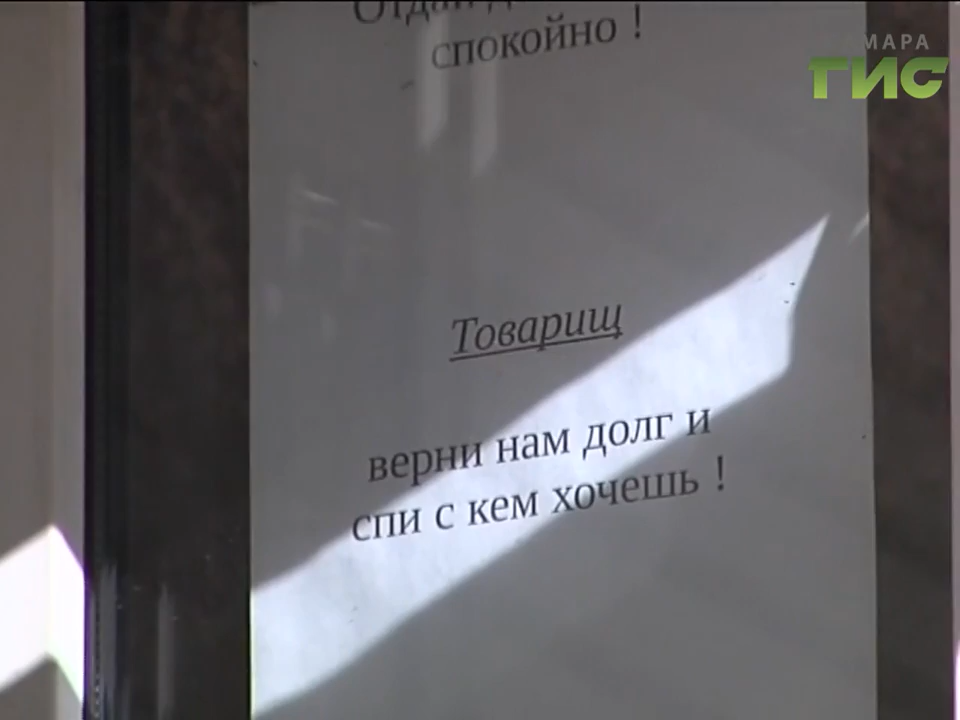 спокойно !
Товарищ
верни нам долг и
спи с кем хочешь !
САМАРА
ГИС